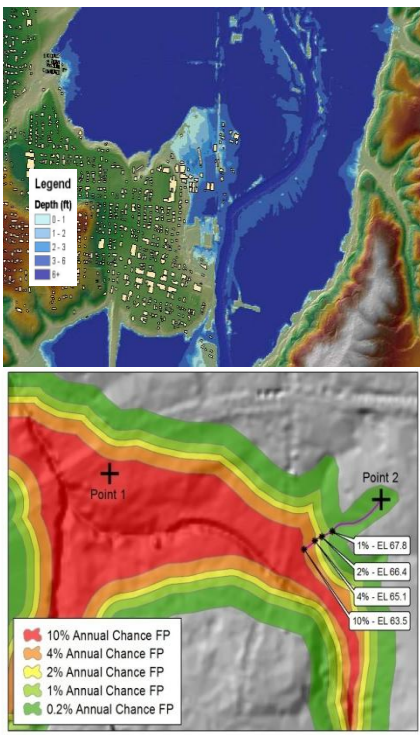 Legend
Depth (ft)
0 - 1
1 - 2
2 - 3
3 - 6
6+
Point 1
Point 2
1% - EL 67.8
2% - EL 66.4
4% - EL 65.1
10% - EL 63.5
10% Annual Chance FP
4% Annual Chance FP
2% Annual Chance FP
1% Annual Chance FP
0.2% Annual Chance FP